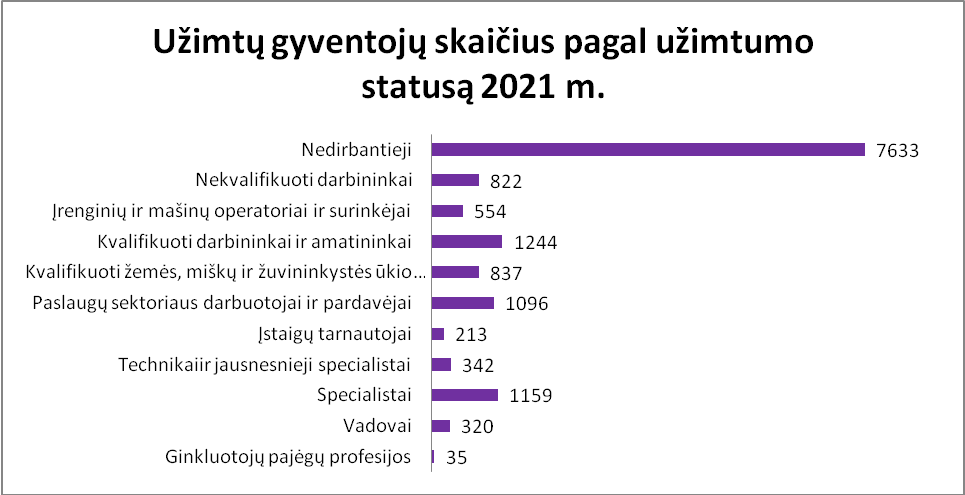 Užimtų gyventojų skaičius pagal užimtumo
statusą 2021 m.
Nedirbantieji 7633
Nekvalifikuoti darbininkai 822
Įrenginių ir mašinų operatoriai ir surinkėjai 554
Kvalifikuoti darbininkai ir amatininkai 1244
Kvalifikuoti žemės, miškų ir žuvininkystės ūkio... 837
Paslaugų sektoriaus darbuotojai ir pardavėjai 1096
Įstaigų tarnautojai 213
Technikaiir jausnesnieji specialistai 342
Specialistai 1159
Vadovai 320
Ginkluotojų pajėgų profesijos 35